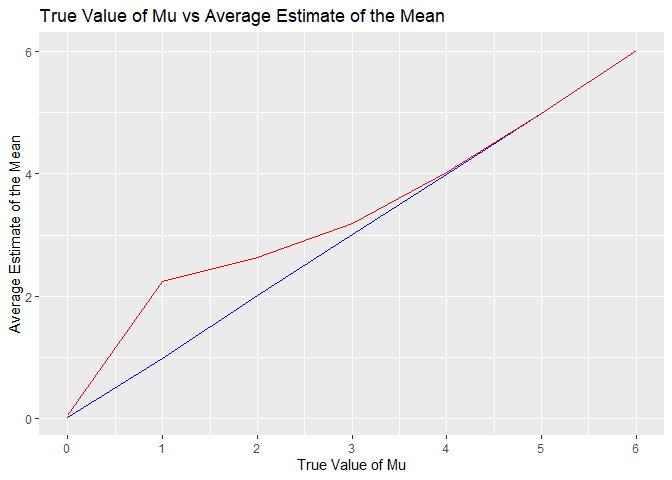 True Value of Mu vs Average Estimate of the Mean
Average Estimate of the Mean
6
4
2
0
0 1 2 3 4 5 6
True Value of Mu